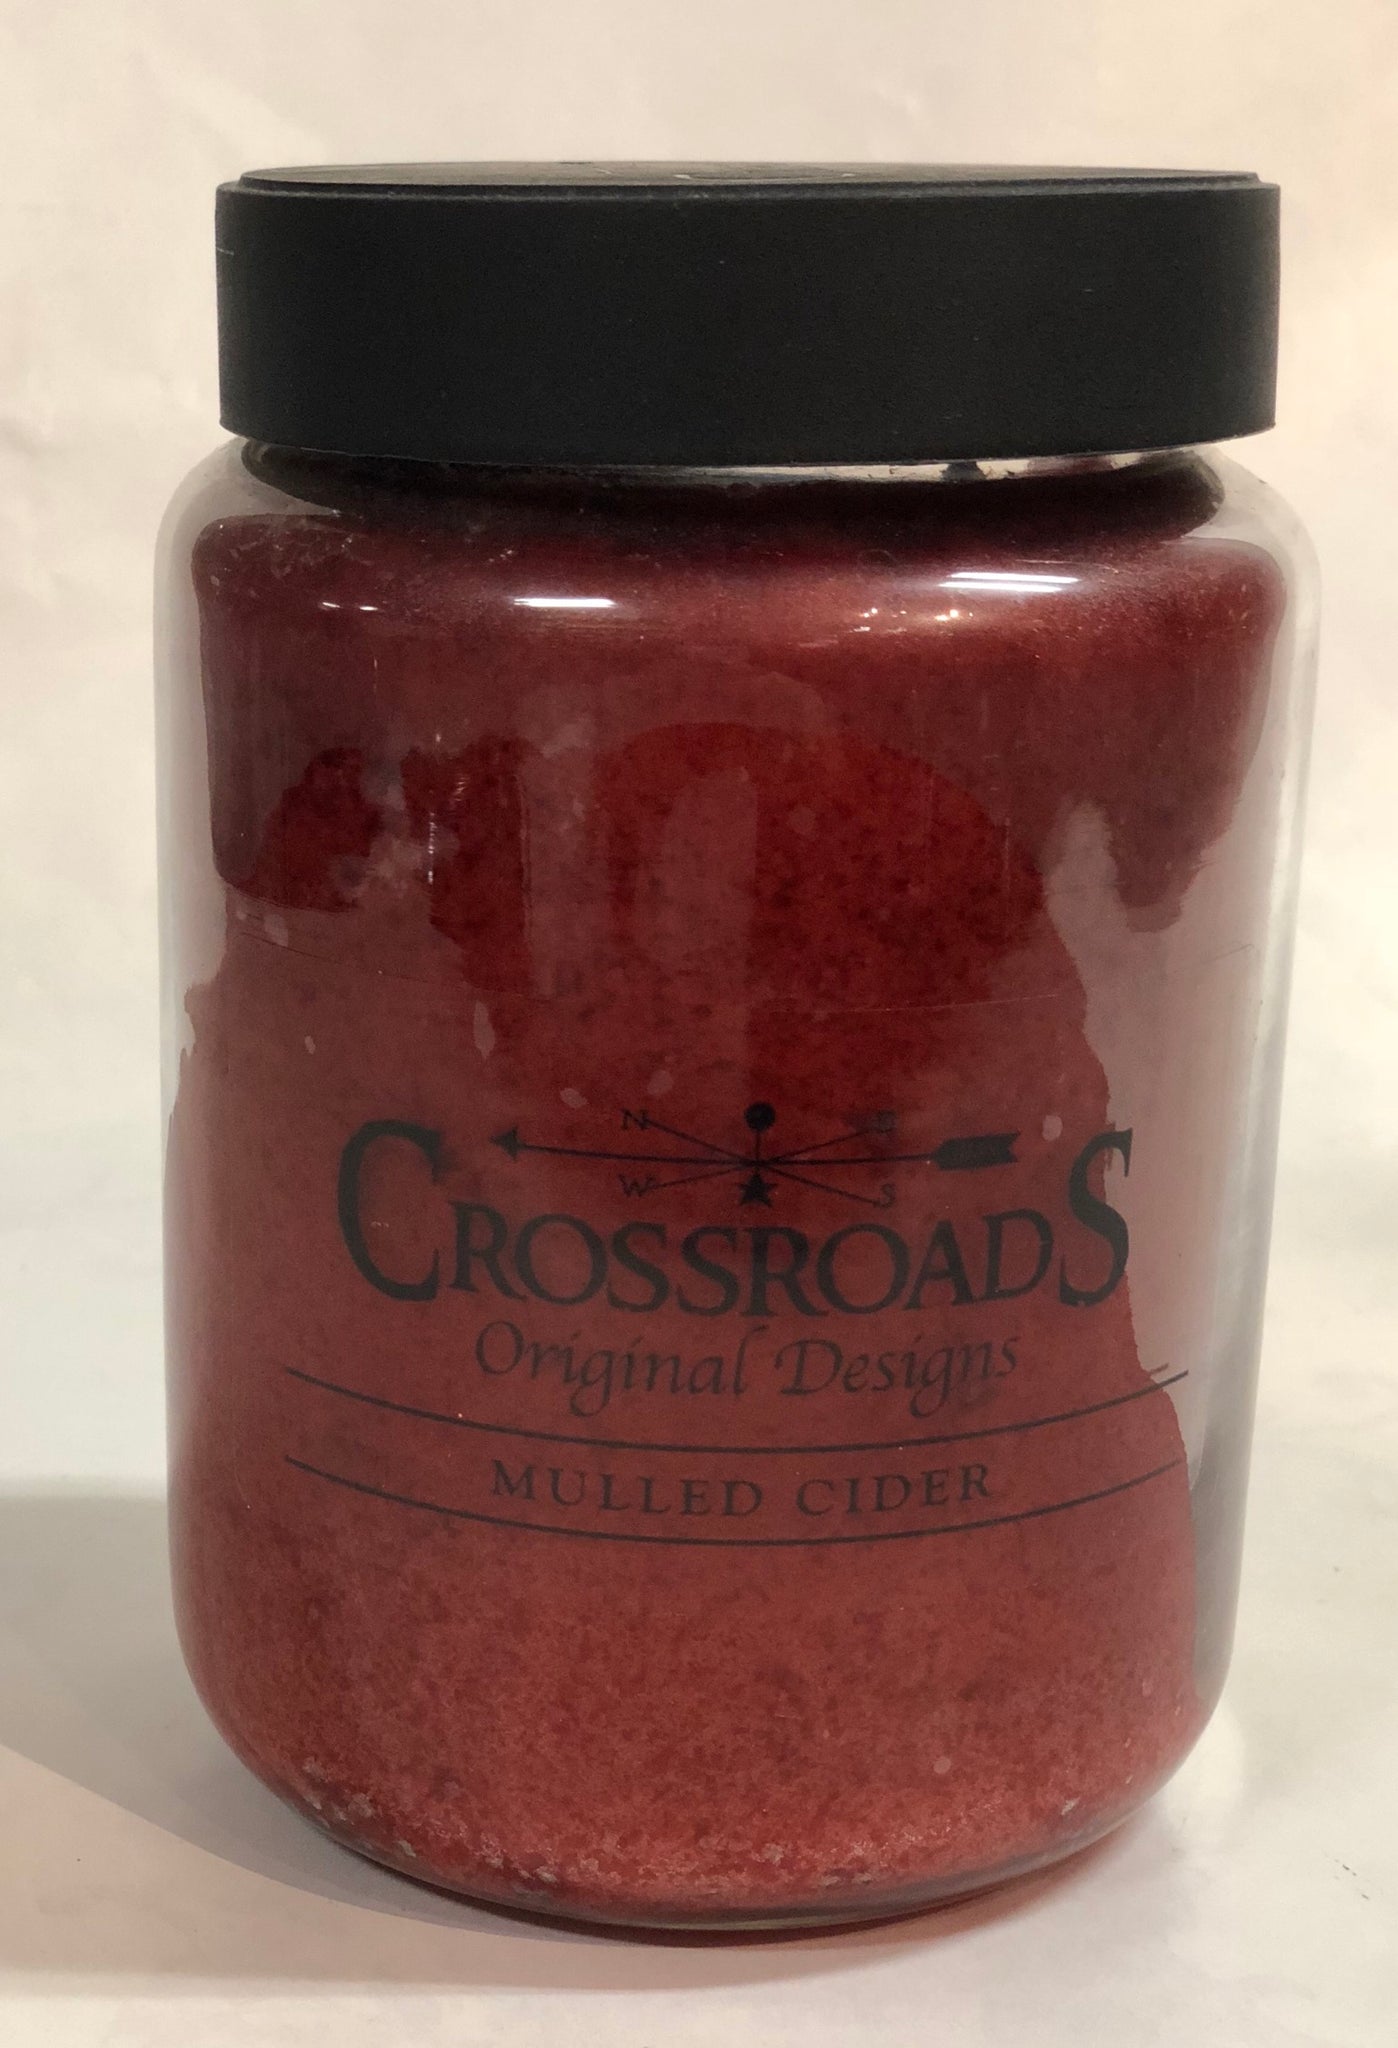 N E
W S
CROSSROADS
Original Designs
MULLED CIDER